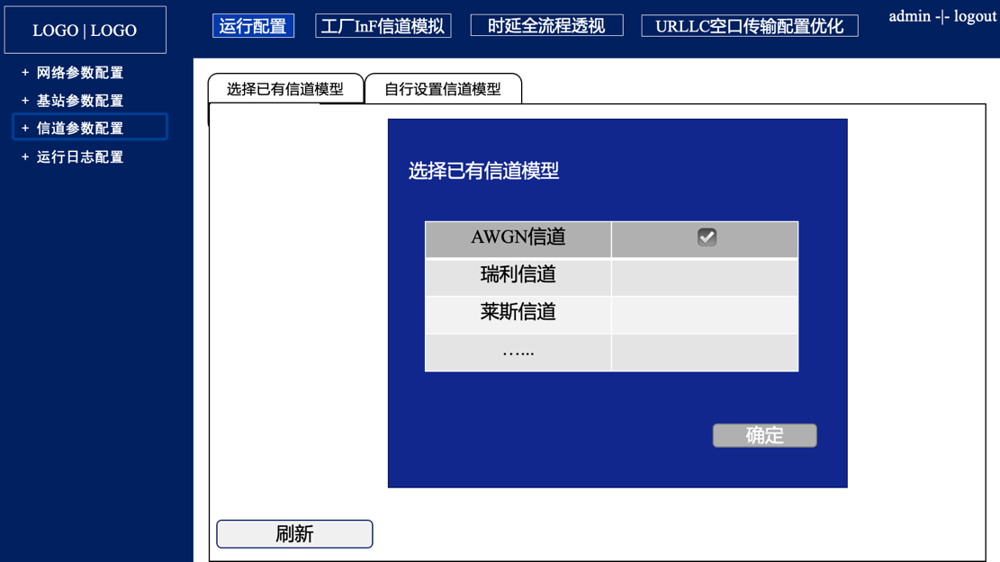 LOGO | LOGO
运行配置
工厂InF信道模拟
时延全流程透视
URLLC空口传输配置优化
admin -|- logout
+ 网络参数配置
+ 基站参数配置
+ 信道参数配置
+ 运行日志配置
选择已有信道模型
自行设置信道模型
选择已有信道模型
AWGN信道
瑞利信道
莱斯信道
…...
确定
刷新